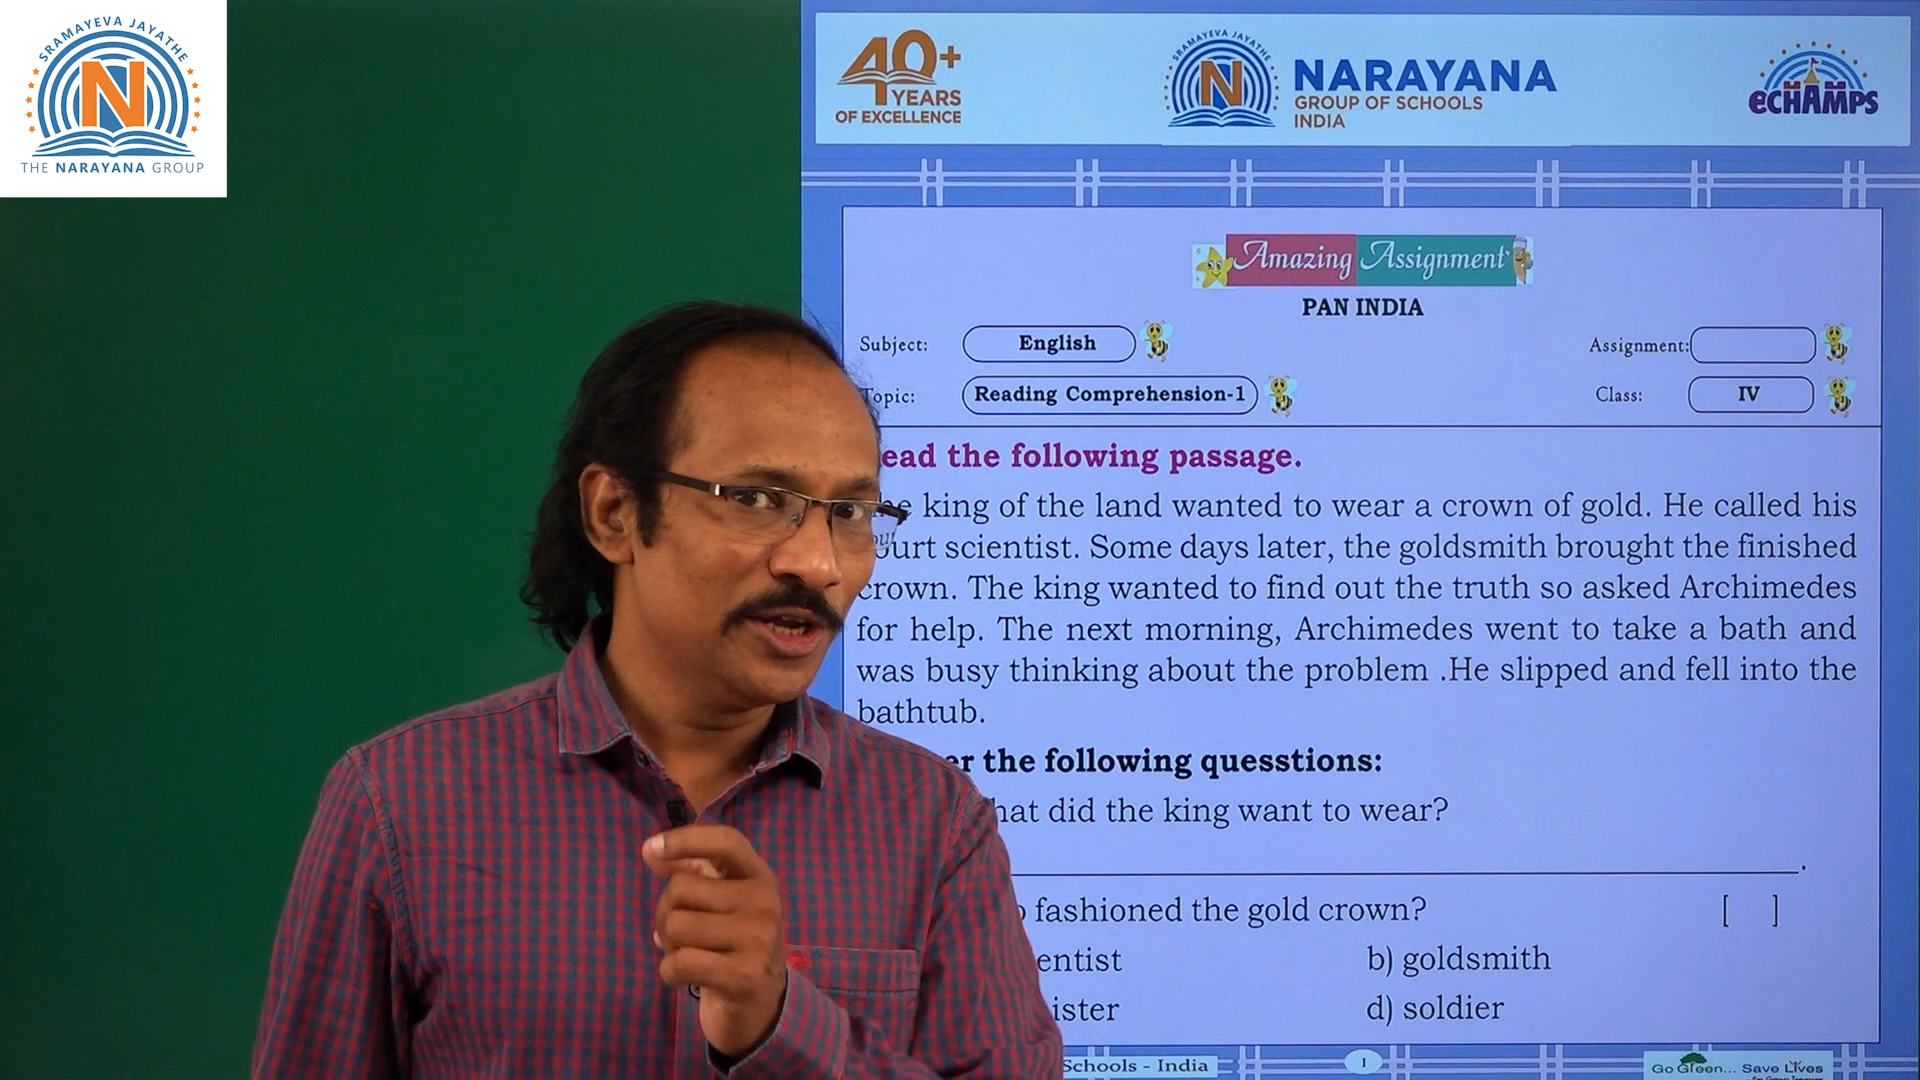 SRAMAYEVA JAYATHE
N
THE NARAYANA GROUP
40+
YEARS
OF EXCELLENCE
SRAMAYEVA JAYATHE
N
NARAYANA
GROUP OF SCHOOLS
INDIA
eCHAMPS
Amazing Assignment
PAN INDIA
Subject: English
Assignment:
Topic: Reading Comprehension-1
Class: IV
ead the following passage.
he king of the land wanted to wear a crown of gold. He called his
court scientist. Some days later, the goldsmith brought the finished
crown. The king wanted to find out the truth so asked Archimedes
for help. The next morning, Archimedes went to take a bath and
was busy thinking about the problem .He slipped and fell into the
bathtub.
er the following quesstions:
hat did the king want to wear?
.
o fashioned the gold crown? [ ]
entist b) goldsmith
ister d) soldier
Schools - India
1
Go Green... Save Lives